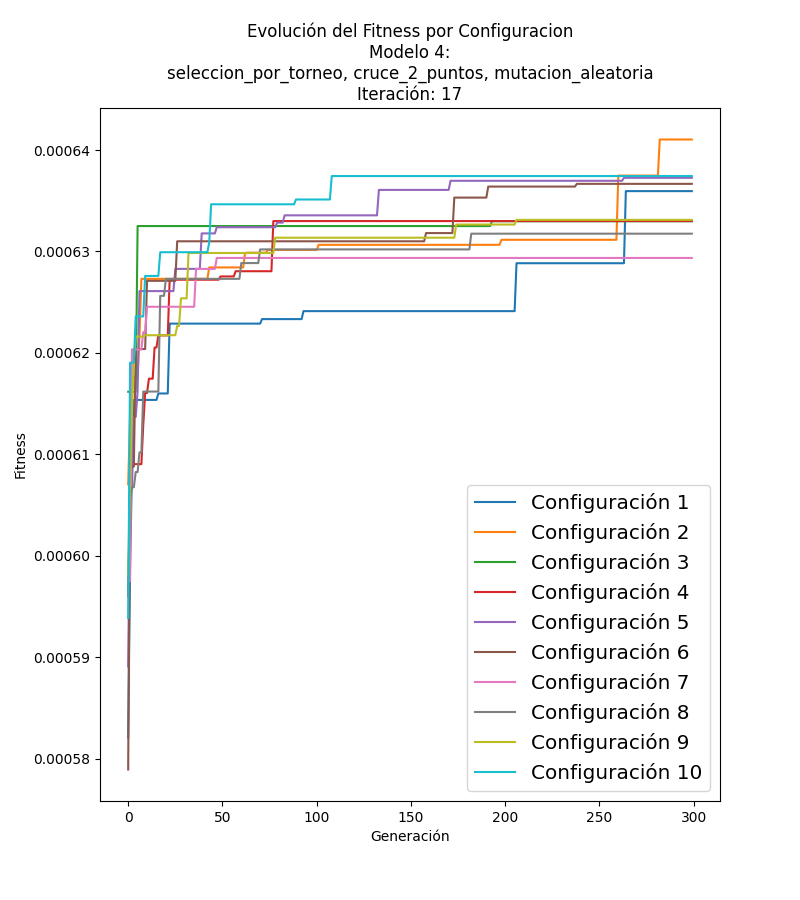 Evolución del Fitness por Configuracion
Modelo 4:
seleccion_por_torneo, cruce_2_puntos, mutacion_aleatoria
Iteración: 17
0.00064
0.00063
0.00062
0.00061
0.00060
0.00059
0.00058
Fitness
0
50
100
150
200
250
300
Generación
Configuración 1
Configuración 2
Configuración 3
Configuración 4
Configuración 5
Configuración 6
Configuración 7
Configuración 8
Configuración 9
Configuración 10